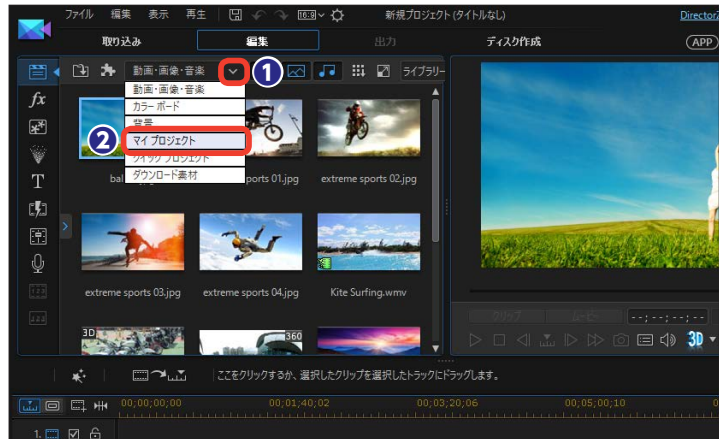 ファイル 編集 表示 再生 16:9 新規プロジェクト (タイトルなし) Director
取り込み 編集 出力 ディスク作成 APP
動画・画像・音楽 1 ライブラリー
動画・画像・音楽
カラー ボード
背景
2 マイ プロジェクト
クイック プロジェクト
ダウンロード素材
fx
T
sports 01.jpg extreme sports 02.jpg
extreme sports 03.jpg extreme sports 04.jpg Kite Surfing.wmv
3D 360
クリップ ムービー --;--;--;--
3D
ここをクリックするか、選択したクリップを選択したトラックにドラッグします。
00;00;00;00 00;01;40;02 00;03;20;06 00;05;00;10
1.